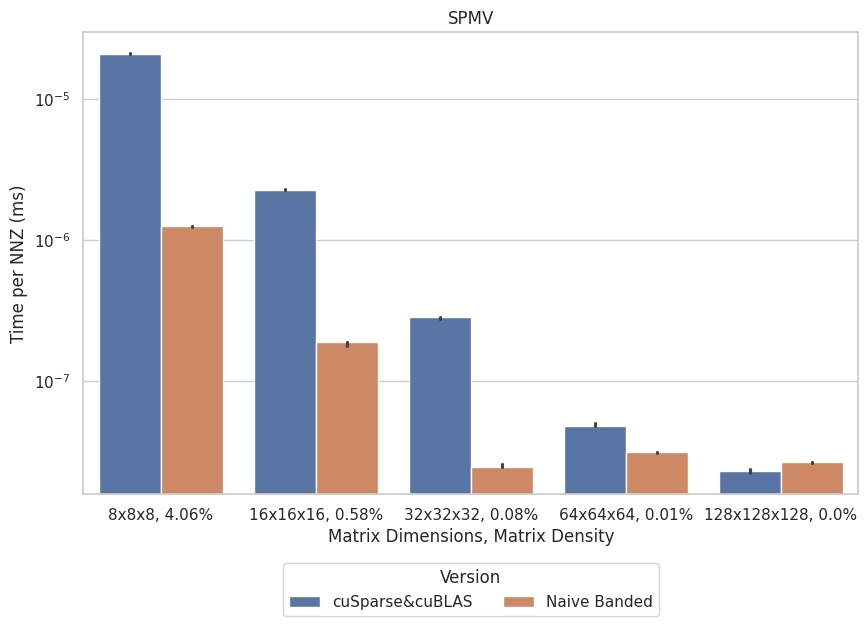 SPMV
Time per NNZ (ms)
10⁻⁵
10⁻⁶
10⁻⁷
8x8x8, 4.06%
16x16x16, 0.58%
32x32x32, 0.08%
64x64x64, 0.01%
128x128x128, 0.0%
Matrix Dimensions, Matrix Density
Version
cuSparse&cuBLAS
Naive Banded